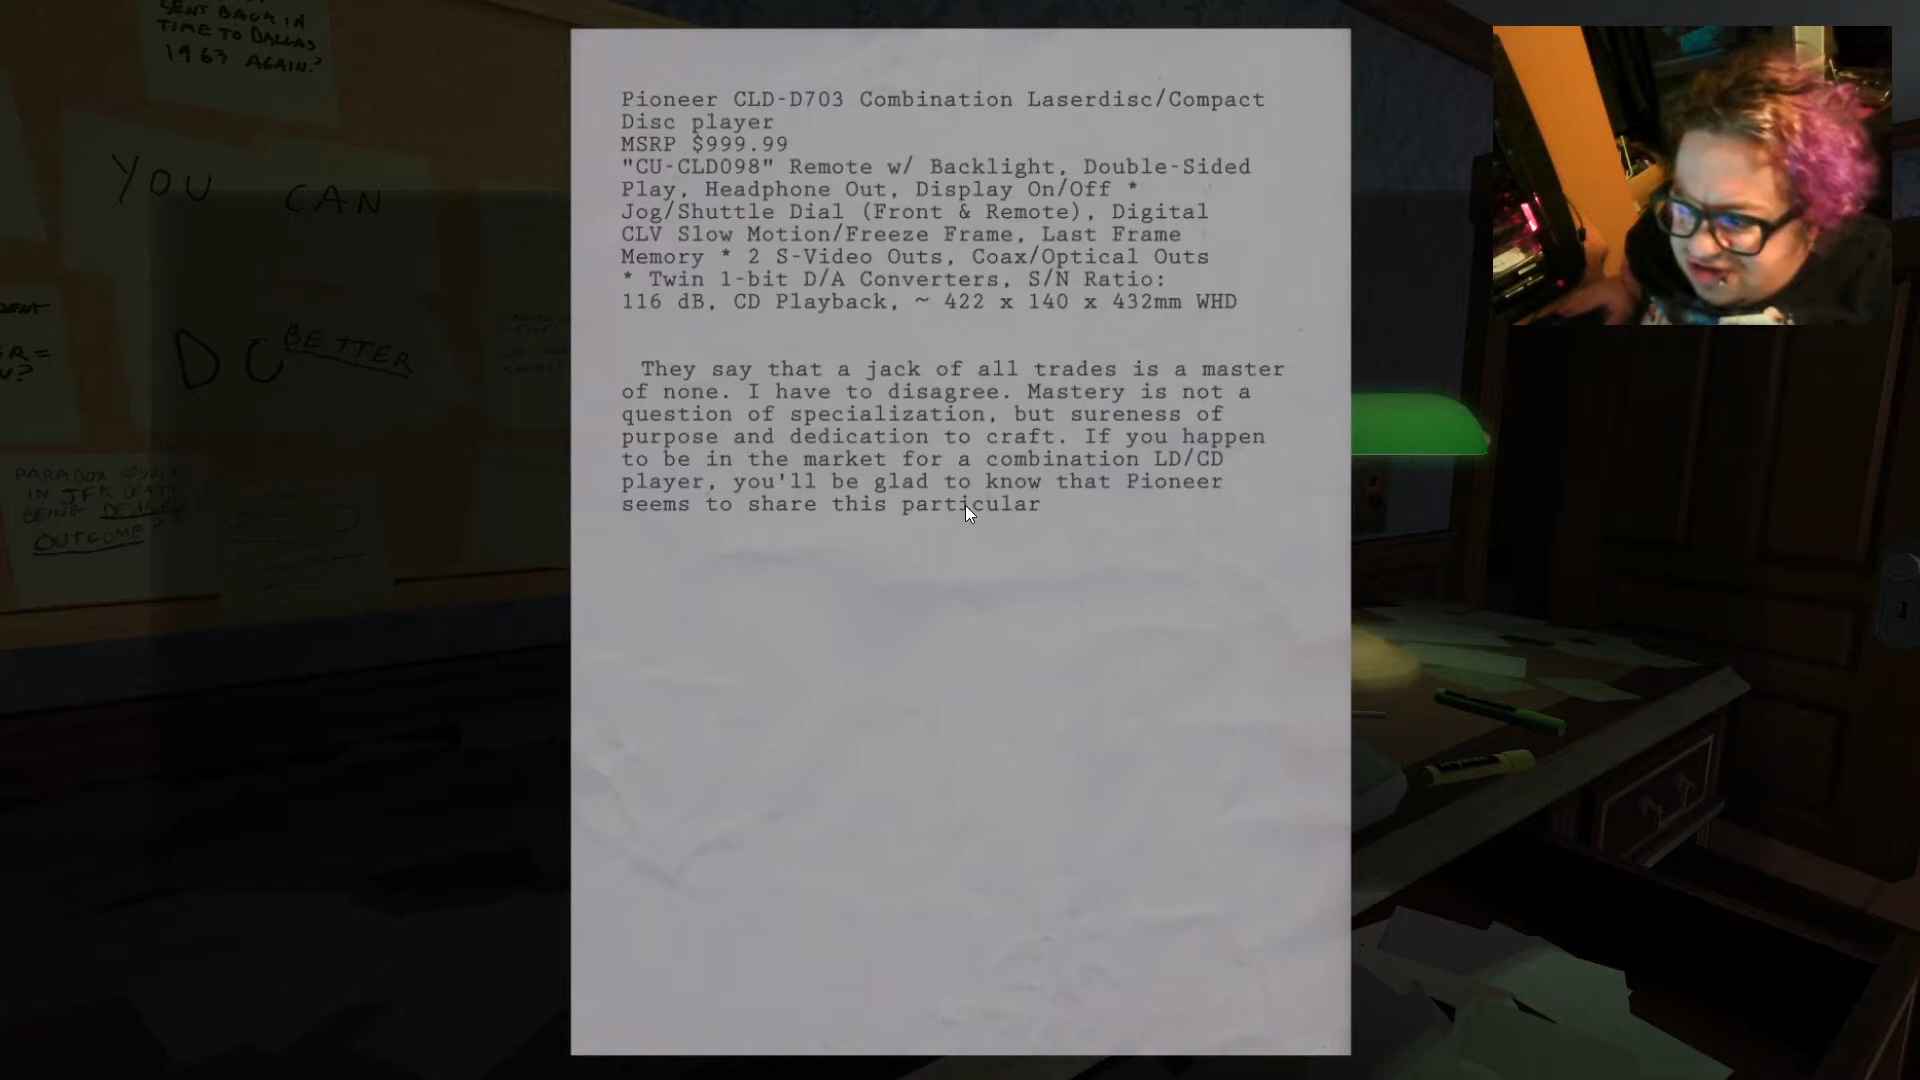 SENT BACK IN
TIME TO DALLAS
1963 AGAIN?
YOU CAN
DO BETTER
PARADOX
IN JFK
BEING DESIRED
OUTCOME?
Pioneer CLD-D703 Combination Laserdisc/Compact
Disc player
MSRP $999.99
"CU-CLD098" Remote w/ Backlight, Double-Sided
Play, Headphone Out, Display On/Off *
Jog/Shuttle Dial (Front & Remote), Digital
CLV Slow Motion/Freeze Frame, Last Frame
Memory * 2 S-Video Outs, Coax/Optical Outs
* Twin 1-bit D/A Converters, S/N Ratio:
116 dB, CD Playback, ~ 422 x 140 x 432mm WHD
They say that a jack of all trades is a master
of none. I have to disagree. Mastery is not a
question of specialization, but sureness of
purpose and dedication to craft. If you happen
to be in the market for a combination LD/CD
player, you'll be glad to know that Pioneer
seems to share this particular